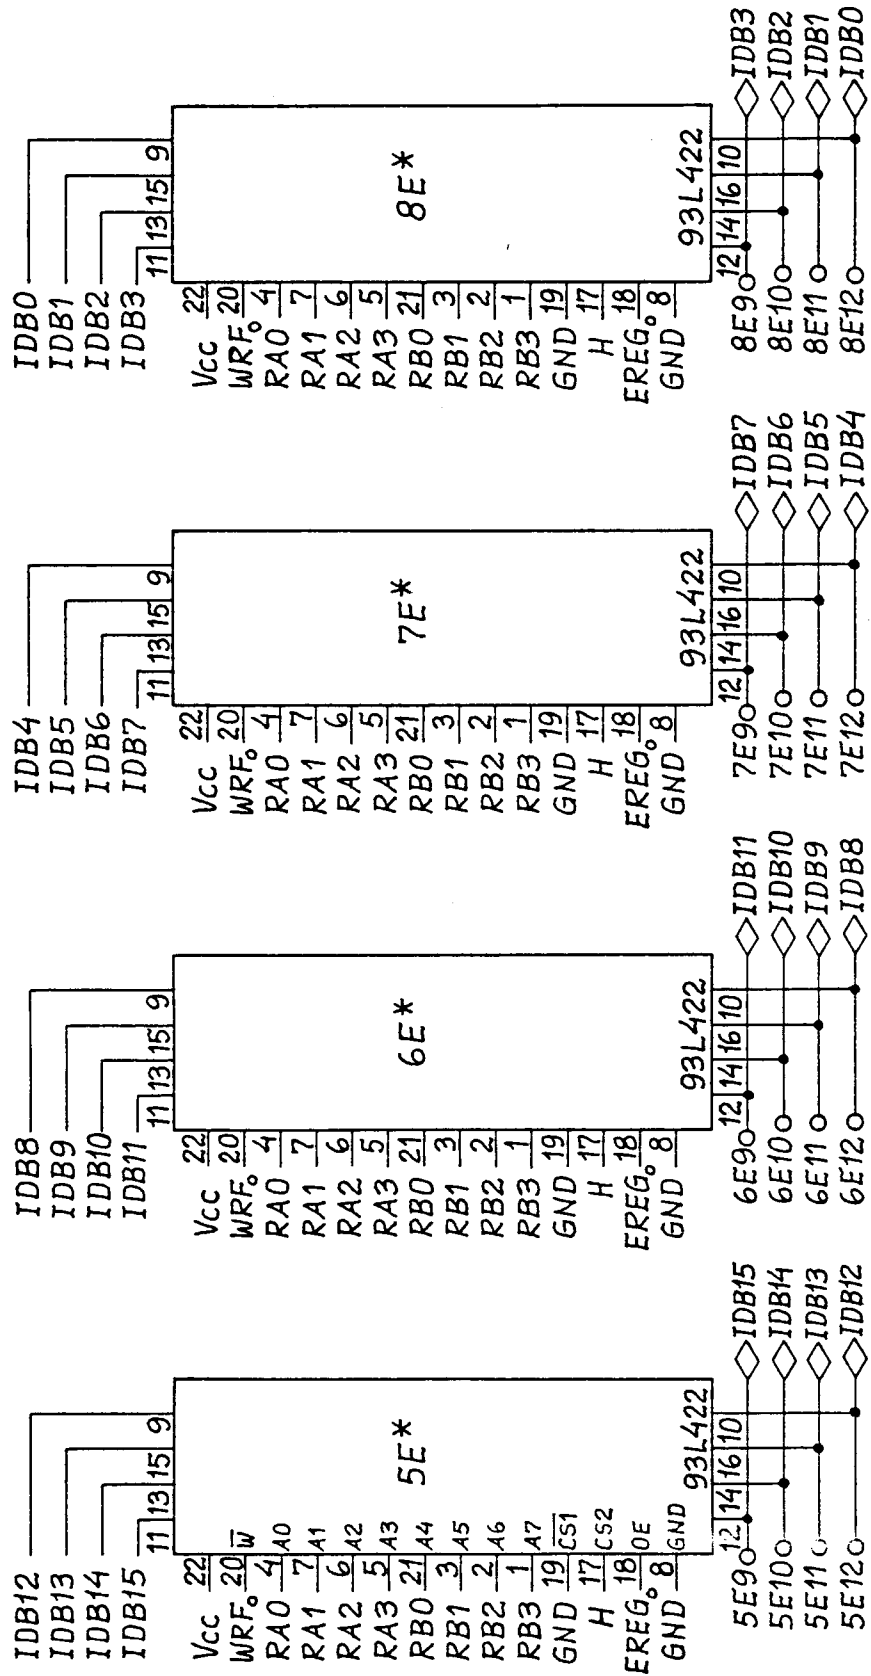 IDB0
IDB1
IDB2
IDB3
11 13 15 9
22 Vcc
20 WRF₀
4 RA0
7 RA1
6 RA2
5 RA3
21 RB0
3 RB1
2 RB2
1 RB3
19 GND
17 H
18 EREG₀
8 GND
8E*
93L422
12 14 16 10
8E9 IDB3
8E10 IDB2
8E11 IDB1
8E12 IDB0
IDB4
IDB5
IDB6
IDB7
11 13 15 9
22 Vcc
20 WRF₀
4 RA0
7 RA1
6 RA2
5 RA3
21 RB0
3 RB1
2 RB2
1 RB3
19 GND
17 H
18 EREG₀
8 GND
7E*
93L422
12 14 16 10
7E9 IDB7
7E10 IDB6
7E11 IDB5
7E12 IDB4
IDB8
IDB9
IDB10
IDB11
11 13 15 9
22 Vcc
20 WRF₀
4 RA0
7 RA1
6 RA2
5 RA3
21 RB0
3 RB1
2 RB2
1 RB3
19 GND
17 H
18 EREG₀
8 GND
6E*
93L422
12 14 16 10
6E9 IDB11
6E10 IDB10
6E11 IDB9
6E12 IDB8
IDB12
IDB13
IDB14
IDB15
11 13 15 9
22 Vcc
20 WRF₀ W̅
4 RA0 A0
7 RA1 A1
6 RA2 A2
5 RA3 A3
21 RB0 A4
3 RB1 A5
2 RB2 A6
1 RB3 A7
19 GND C̅S̅1̅
17 H CS2
18 EREG₀ OE
8 GND GND
5E*
93L422
12 14 16 10
5E9 IDB15
5E10 IDB14
5E11 IDB13
5E12 IDB12